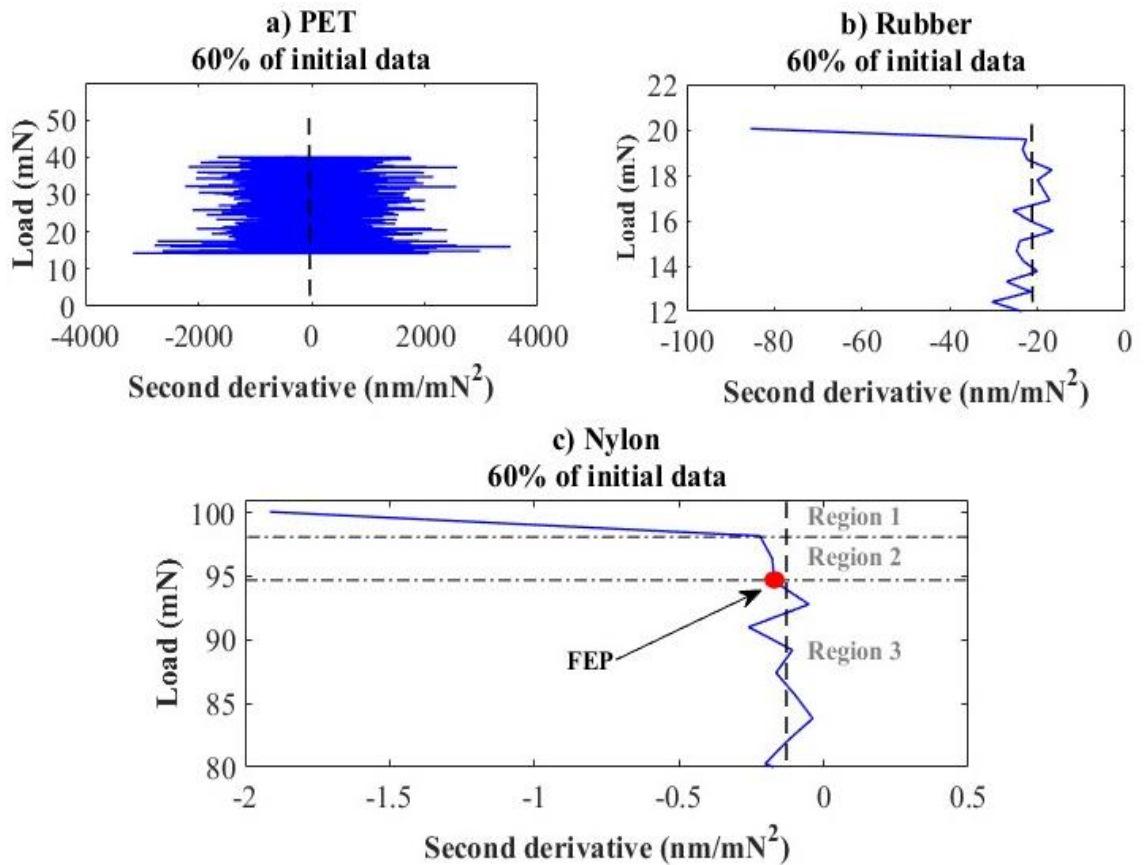 a) PET
60% of initial data
Load (mN)
50
40
30
20
10
0
-4000
-2000
0
2000
4000
Second derivative (nm/mN²)
b) Rubber
60% of initial data
Load (mN)
22
20
18
16
14
12
-100
-80
-60
-40
-20
0
Second derivative (nm/mN²)
c) Nylon
60% of initial data
Load (mN)
100
95
90
85
80
Region 1
Region 2
FEP
Region 3
-2
-1.5
-1
-0.5
0
0.5
Second derivative (nm/mN²)